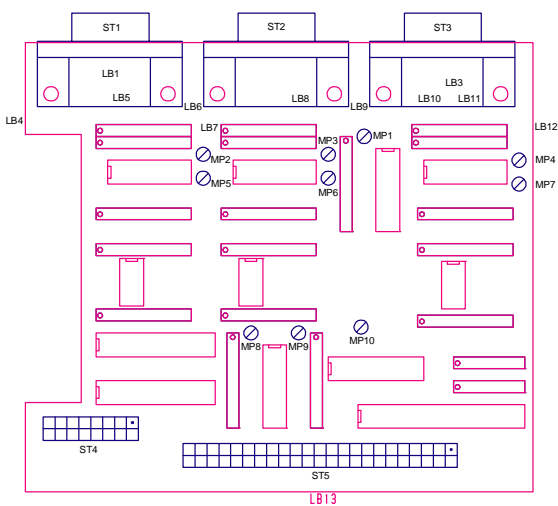 ST1 ST2 ST3
LB1 LB3
LB5 LB8 LB10 LB11
LB4 LB6 LB9
LB7 LB12
MP1
MP3
MP2 MP4
MP5 MP6 MP7
MP8 MP9 MP10
ST4
ST5
LB13